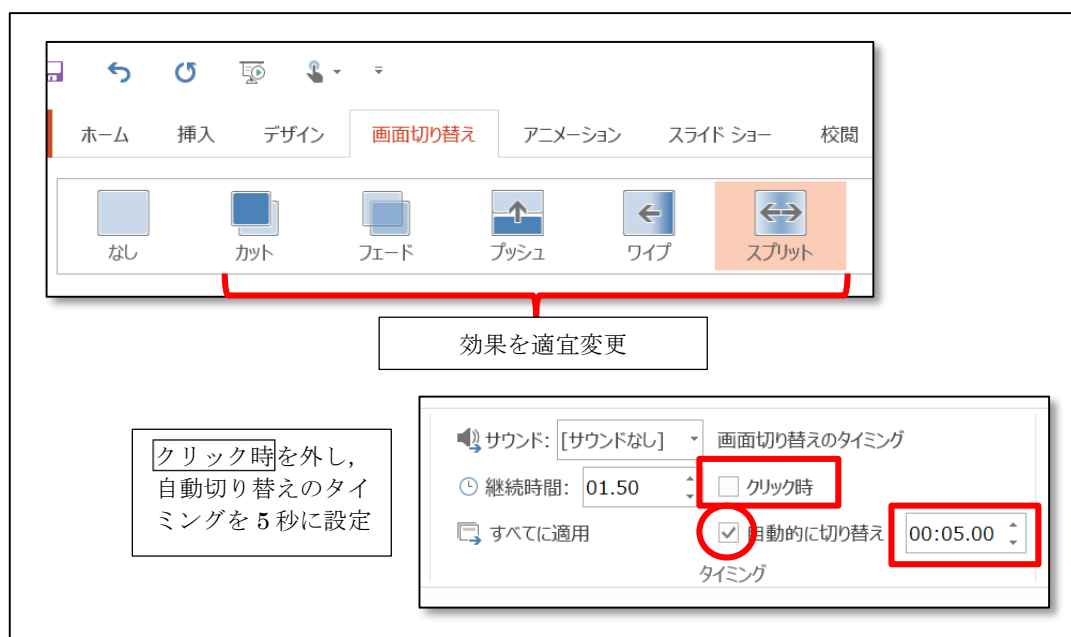 ホーム 挿入 デザイン 画面切り替え アニメーション スライド ショー 校閲
なし カット フェード プッシュ ワイプ スプリット
効果を適宜変更
クリック時を外し，
自動切り替えのタイ
ミングを 5 秒に設定
サウンド: [サウンドなし] 画面切り替えのタイミング
継続時間: 01.50 クリック時
すべてに適用 自動的に切り替え 00:05.00
タイミング